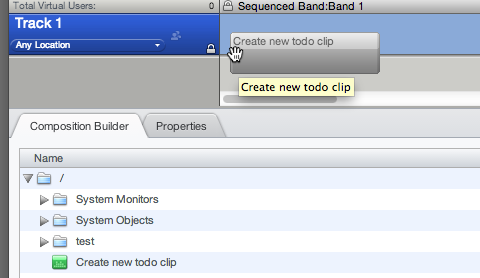 Total Virtual Users: 0
Sequenced Band:Band 1
Track 1
Any Location
Create new todo clip
Create new todo clip
Composition Builder
Properties
Name
/
System Monitors
System Objects
test
Create new todo clip